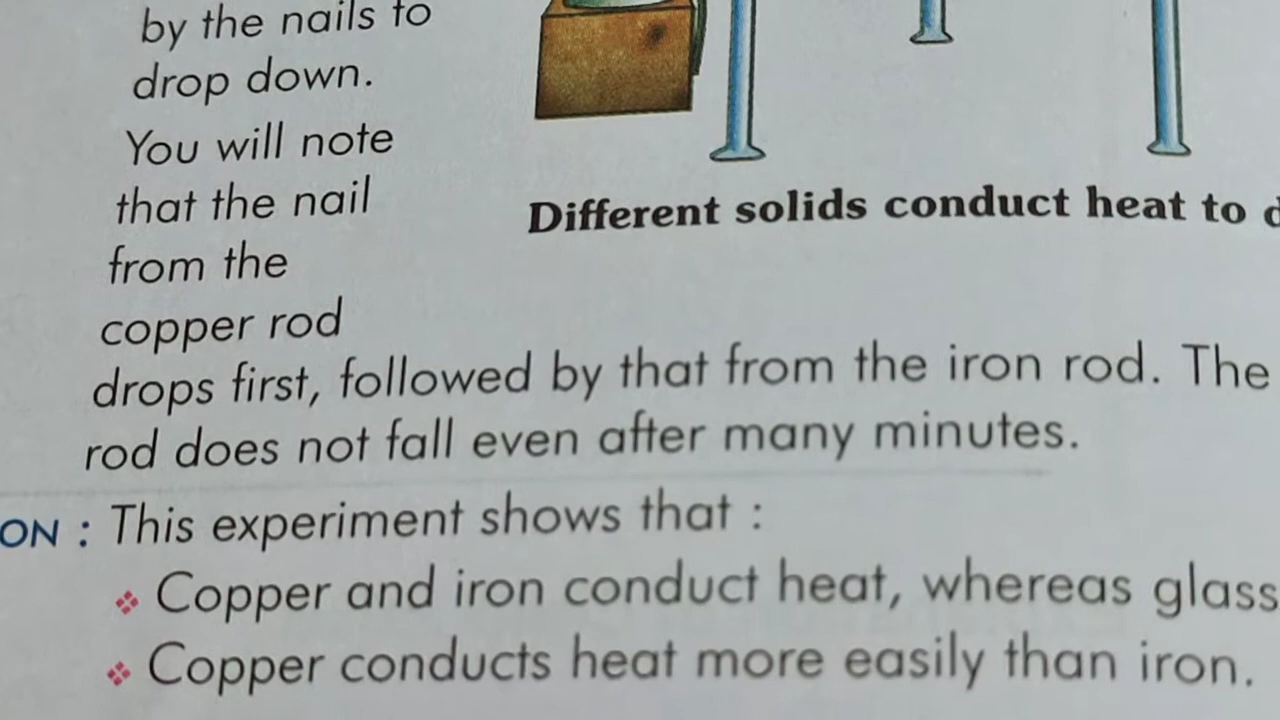 by the nails to
drop down.
You will note
that the nail
from the
copper rod
drops first, followed by that from the iron rod. The
rod does not fall even after many minutes.
Different solids conduct heat to d
ON : This experiment shows that :
❖ Copper and iron conduct heat, whereas glass
❖ Copper conducts heat more easily than iron.